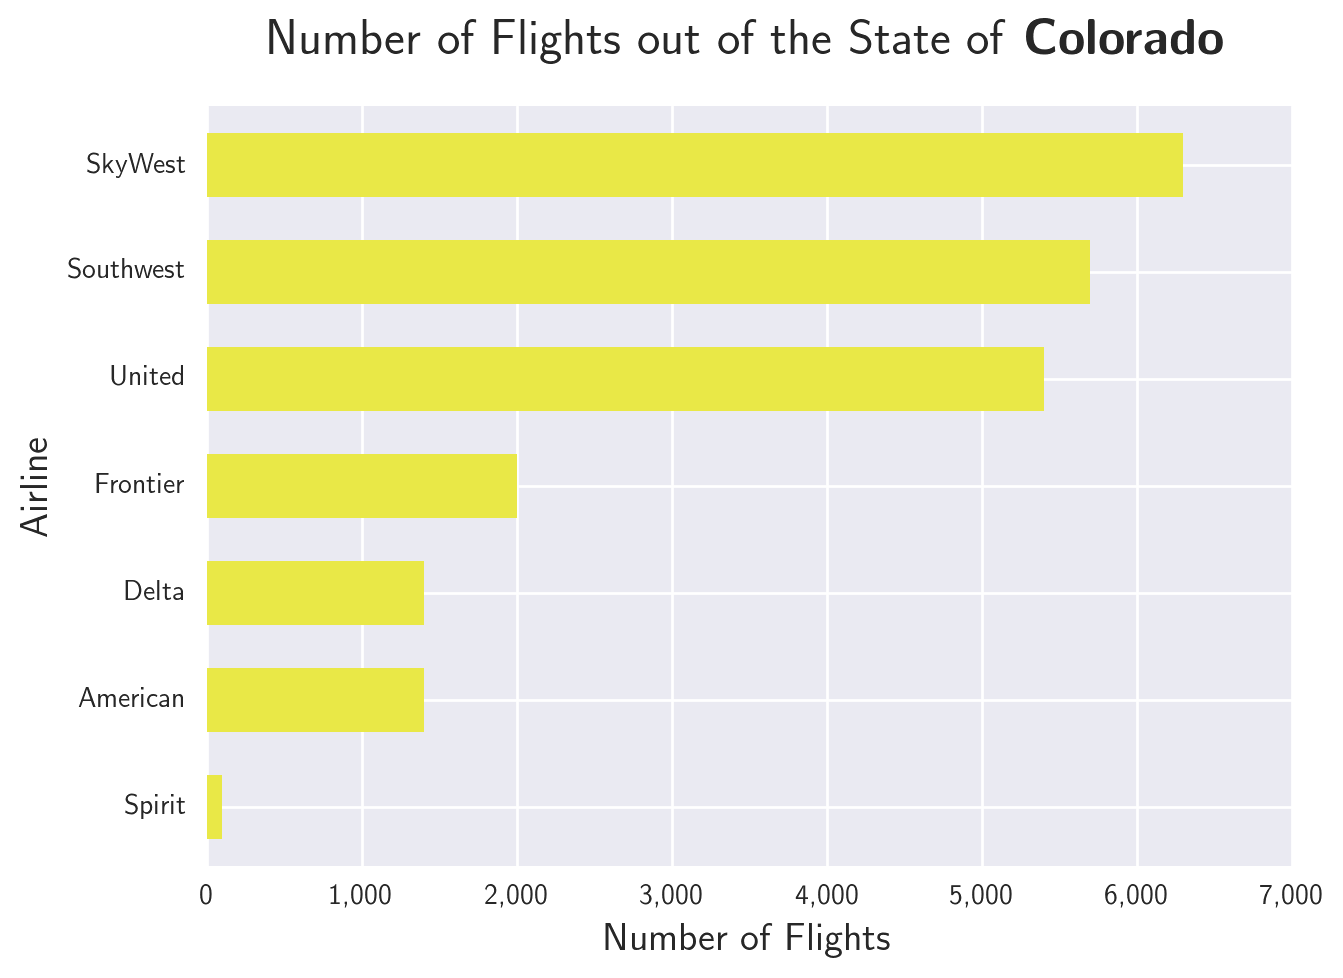 Number of Flights out of the State of Colorado
SkyWest
Southwest
United
Frontier
Delta
American
Spirit
Airline
0 1,000 2,000 3,000 4,000 5,000 6,000 7,000
Number of Flights